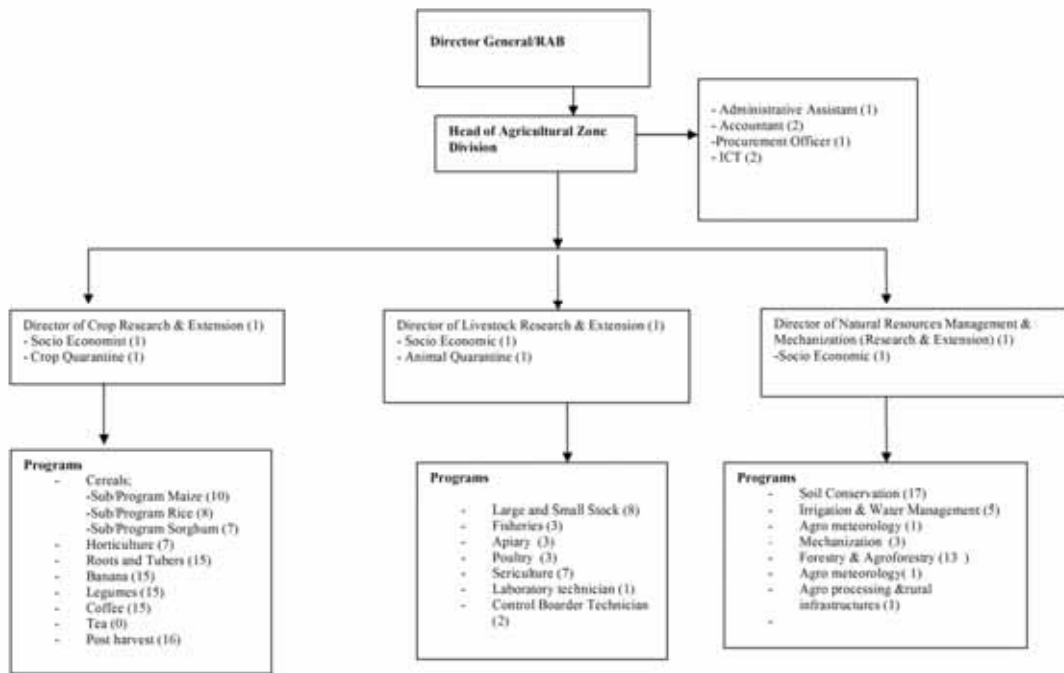 Director General/RAB
Head of Agricultural Zone
Division
- Administrative Assistant (1)
- Accountant (2)
-Procurement Officer (1)
- ICT (2)
Director of Crop Research & Extension (1)
- Socio Economist (1)
- Crop Quarantine (1)
Director of Livestock Research & Extension (1)
- Socio Economic (1)
- Animal Quarantine (1)
Director of Natural Resources Management &
Mechanization (Research & Extension) (1)
-Socio Economic (1)
Programs
- Cereals;
-Sub/Program Maize (10)
-Sub/Program Rice (8)
-Sub/Program Sorghum (7)
- Horticulture (7)
- Roots and Tubers (15)
- Banana (15)
- Legumes (15)
- Coffee (15)
- Tea (0)
- Post harvest (16)
Programs
- Large and Small Stock (8)
- Fisheries (3)
- Apiary (3)
- Poultry (3)
- Sericulture (7)
- Laboratory technician (1)
- Control Boarder Technician
(2)
Programs
- Soil Conservation (17)
- Irrigation & Water Management (5)
- Agro meteorology (1)
- Mechanization (3)
- Forestry & Agroforestry (13 )
- Agro meteorology( 1)
- Agro processing &rural
infrastructures (1)
-